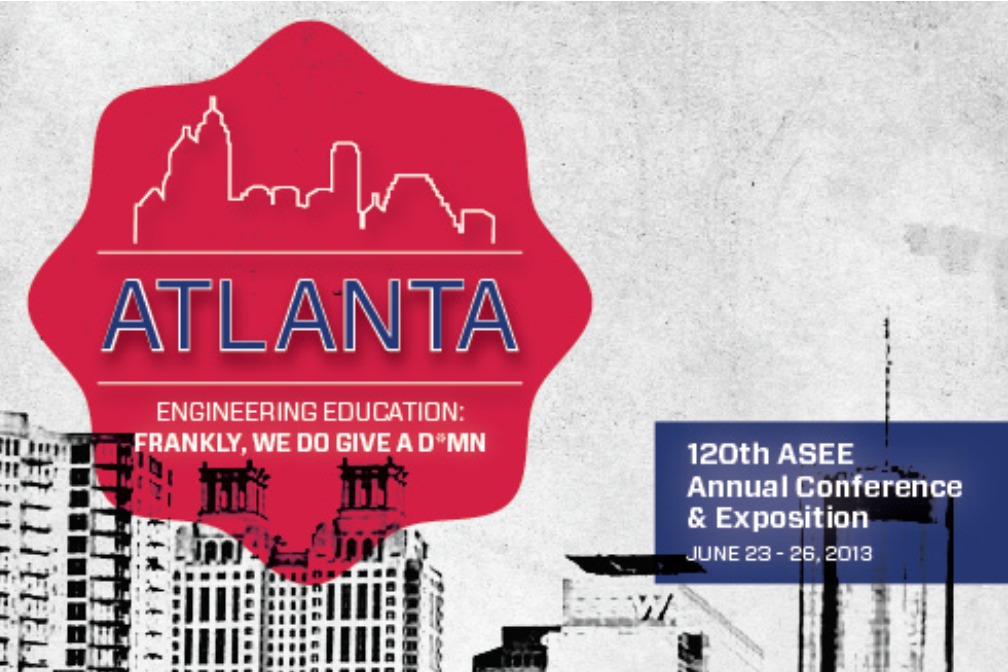 ATLANTA
ENGINEERING EDUCATION:
FRANKLY, WE DO GIVE A D*MN
120th ASEE
Annual Conference
& Exposition
JUNE 23 - 26, 2013
W